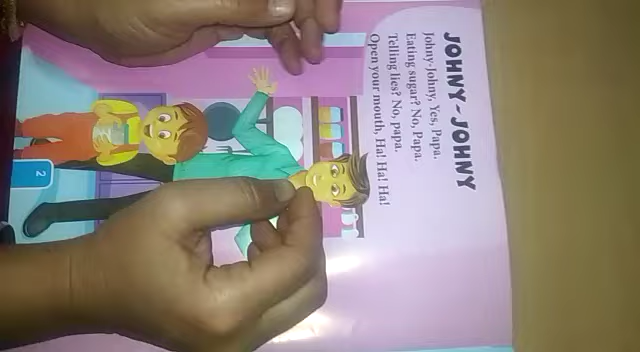 JOHNY-JOHNY
Johny-Johny, Yes, Papa.
Eating sugar? No, Papa.
Telling lies? No, papa.
Open your mouth, Ha! Ha! Ha!
2